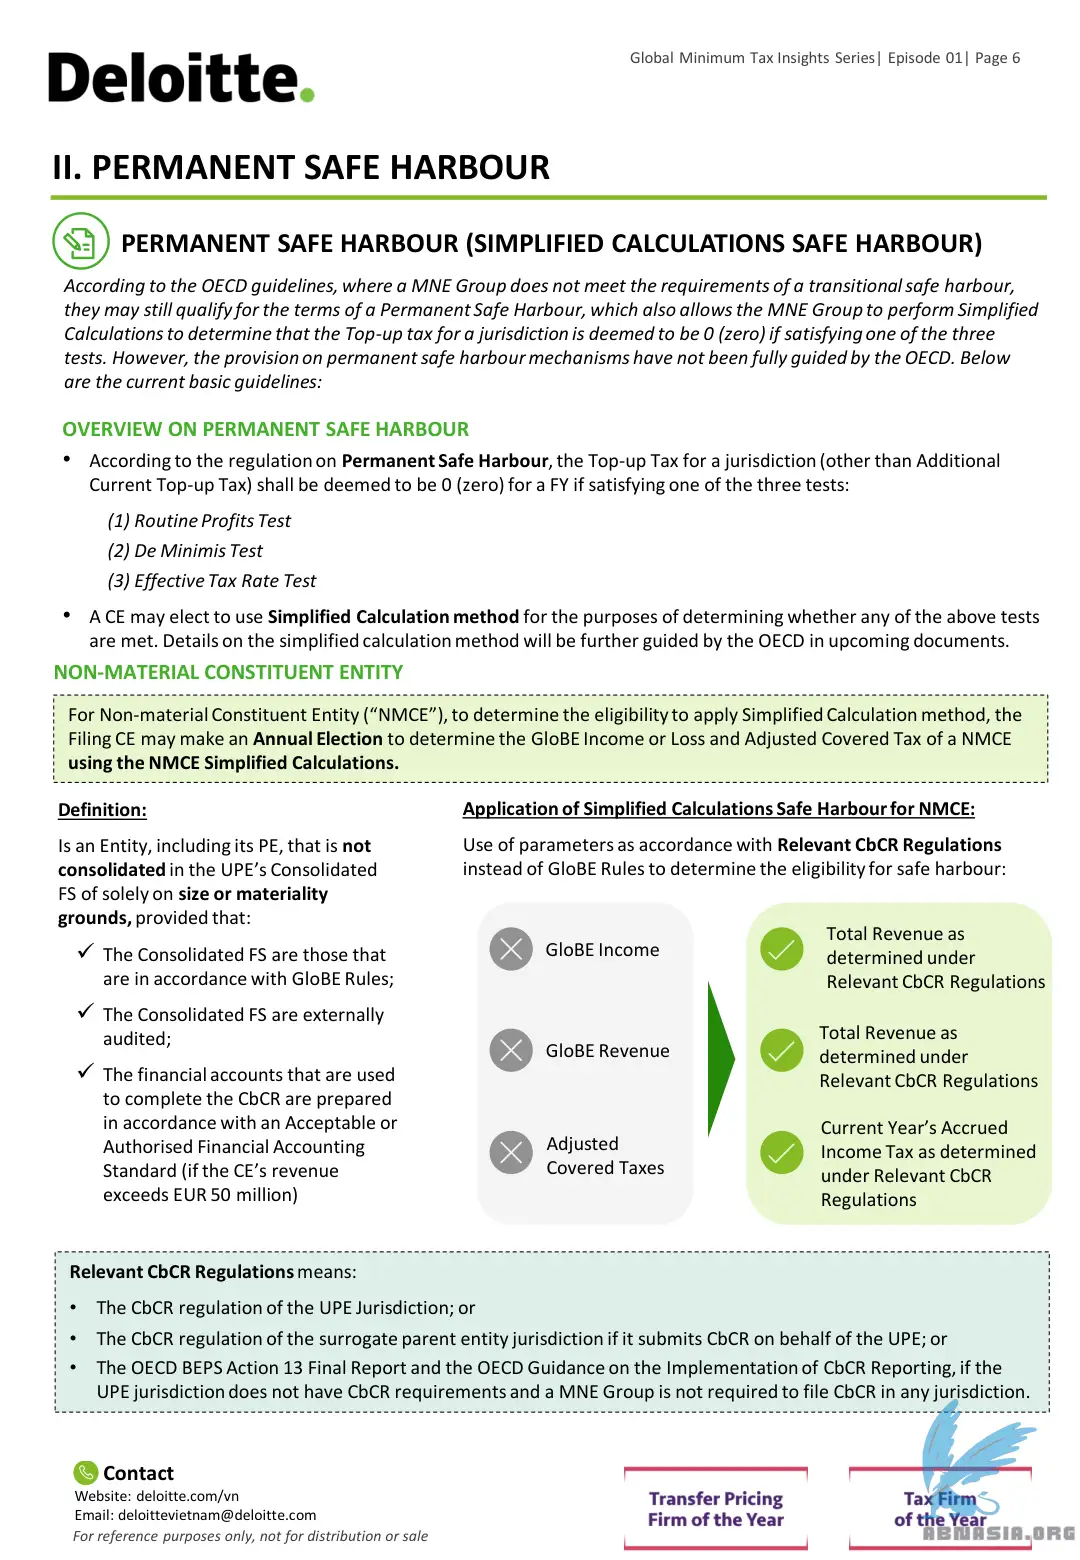 Deloitte.
Global Minimum Tax Insights Series| Episode 01| Page 6
II. PERMANENT SAFE HARBOUR
PERMANENT SAFE HARBOUR (SIMPLIFIED CALCULATIONS SAFE HARBOUR)
According to the OECD guidelines, where a MNE Group does not meet the requirements of a transitional safe harbour,
they may still qualify for the terms of a Permanent Safe Harbour, which also allows the MNE Group to perform Simplified
Calculations to determine that the Top-up tax for a jurisdiction is deemed to be 0 (zero) if satisfying one of the three
tests. However, the provision on permanent safe harbour mechanisms have not been fully guided by the OECD. Below
are the current basic guidelines:
OVERVIEW ON PERMANENT SAFE HARBOUR
• According to the regulation on Permanent Safe Harbour, the Top-up Tax for a jurisdiction (other than Additional
Current Top-up Tax) shall be deemed to be 0 (zero) for a FY if satisfying one of the three tests:
(1) Routine Profits Test
(2) De Minimis Test
(3) Effective Tax Rate Test
• A CE may elect to use Simplified Calculation method for the purposes of determining whether any of the above tests
are met. Details on the simplified calculation method will be further guided by the OECD in upcoming documents.
NON-MATERIAL CONSTITUENT ENTITY
For Non-material Constituent Entity (“NMCE”), to determine the eligibility to apply Simplified Calculation method, the
Filing CE may make an Annual Election to determine the GloBE Income or Loss and Adjusted Covered Tax of a NMCE
using the NMCE Simplified Calculations.
Definition:
Is an Entity, including its PE, that is not
consolidated in the UPE’s Consolidated
FS of solely on size or materiality
grounds, provided that:
✓ The Consolidated FS are those that
are in accordance with GloBE Rules;
✓ The Consolidated FS are externally
audited;
✓ The financial accounts that are used
to complete the CbCR are prepared
in accordance with an Acceptable or
Authorised Financial Accounting
Standard (if the CE’s revenue
exceeds EUR 50 million)
Application of Simplified Calculations Safe Harbour for NMCE:
Use of parameters as accordance with Relevant CbCR Regulations
instead of GloBE Rules to determine the eligibility for safe harbour:
GloBE Income
GloBE Revenue
Adjusted
Covered Taxes
Total Revenue as
determined under
Relevant CbCR Regulations
Total Revenue as
determined under
Relevant CbCR Regulations
Current Year’s Accrued
Income Tax as determined
under Relevant CbCR
Regulations
Relevant CbCR Regulations means:
• The CbCR regulation of the UPE Jurisdiction; or
• The CbCR regulation of the surrogate parent entity jurisdiction if it submits CbCR on behalf of the UPE; or
• The OECD BEPS Action 13 Final Report and the OECD Guidance on the Implementation of CbCR Reporting, if the
UPE jurisdiction does not have CbCR requirements and a MNE Group is not required to file CbCR in any jurisdiction.
Contact
Website: deloitte.com/vn
Email: deloittevietnam@deloitte.com
For reference purposes only, not for distribution or sale
Transfer Pricing
Firm of the Year
Tax Firm
of the Year
ABNASIA.ORG